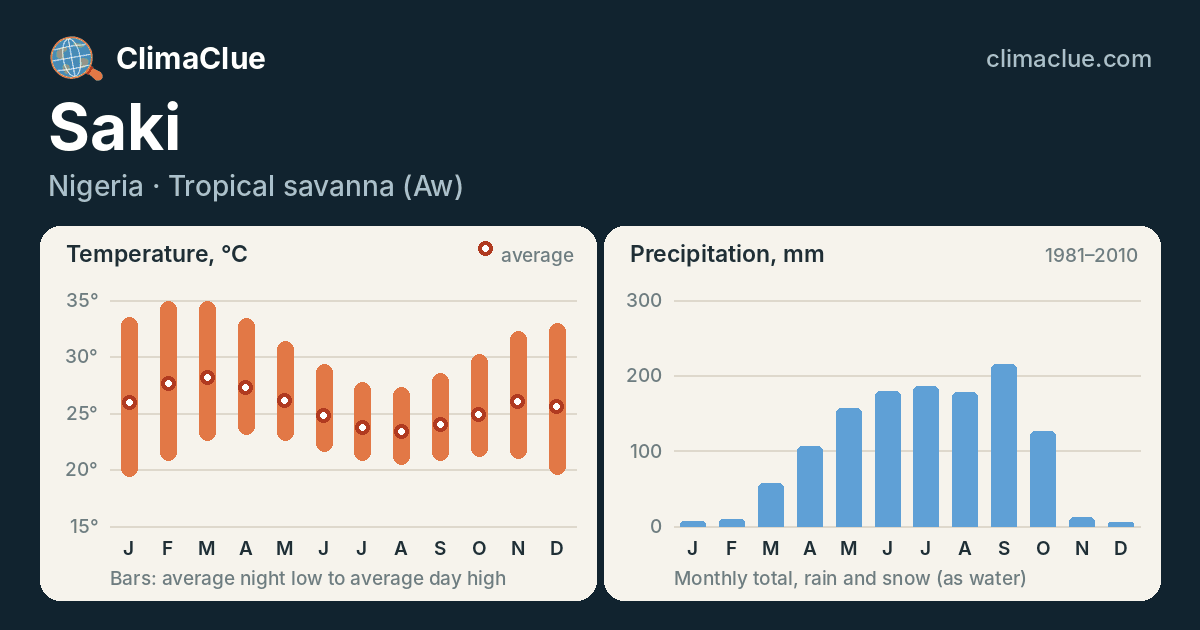 ClimaClue
climaclue.com
Saki
Nigeria · Tropical savanna (Aw)
Temperature, °C
average
35°
30°
25°
20°
15°
J F M A M J J A S O N D
Bars: average night low to average day high
Precipitation, mm
1981–2010
300
200
100
0
J F M A M J J A S O N D
Monthly total, rain and snow (as water)